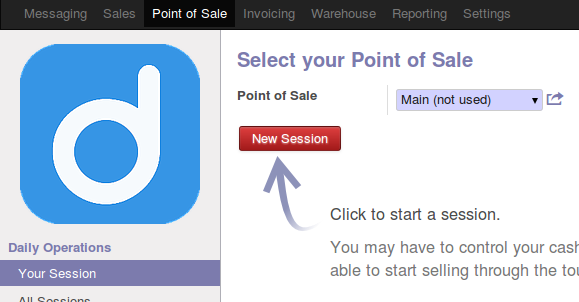 Messaging Sales Point of Sale Invoicing Warehouse Reporting Settings
Select your Point of Sale
Point of Sale Main (not used)
New Session
Click to start a session.
Daily Operations
You may have to control your cash
Your Session
able to start selling through the tou
All Sessions